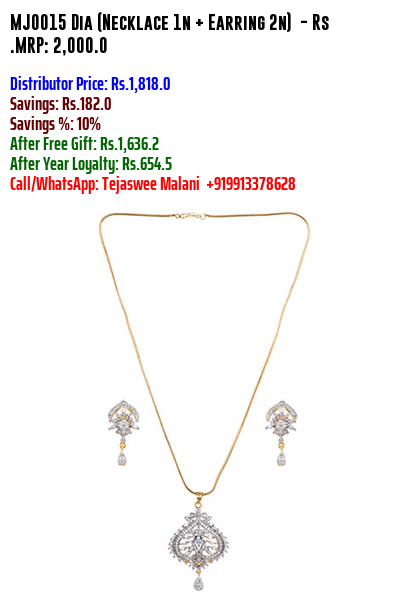 MJ0015 Dia (Necklace 1n + Earring 2n) - Rs
.MRP: 2,000.0
Distributor Price: Rs.1,818.0
Savings: Rs.182.0
Savings %: 10%
After Free Gift: Rs.1,636.2
After Year Loyalty: Rs.654.5
Call/WhatsApp: Tejaswee Malani +919913378628